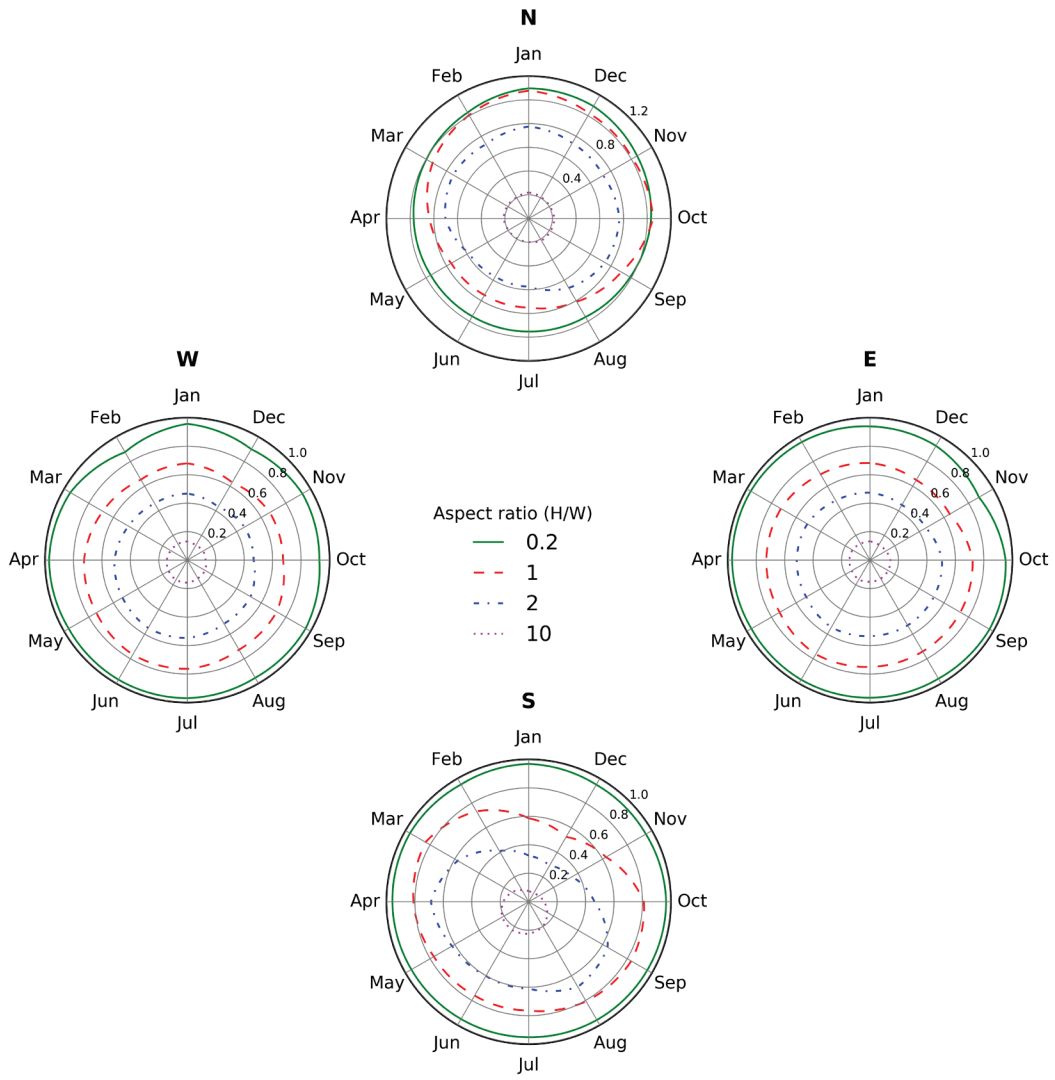 N
Jan
Feb Dec
1.2
Mar 0.8 Nov
0.4
Apr Oct
May Sep
Jun Aug
Jul
W E
Jan Jan
Feb Dec Feb Dec
1.0 1.0
Mar 0.8 Nov Mar 0.8 Nov
0.6 0.6
0.4 0.4
0.2 0.2
Apr Oct Apr Oct
May Sep May Sep
Jun Aug Jun Aug
Jul Jul
Aspect ratio (H/W)
0.2
1
2
10
S
Jan
Feb Dec
1.0
Mar 0.8 Nov
0.6
0.4
0.2
Apr Oct
May Sep
Jun Aug
Jul